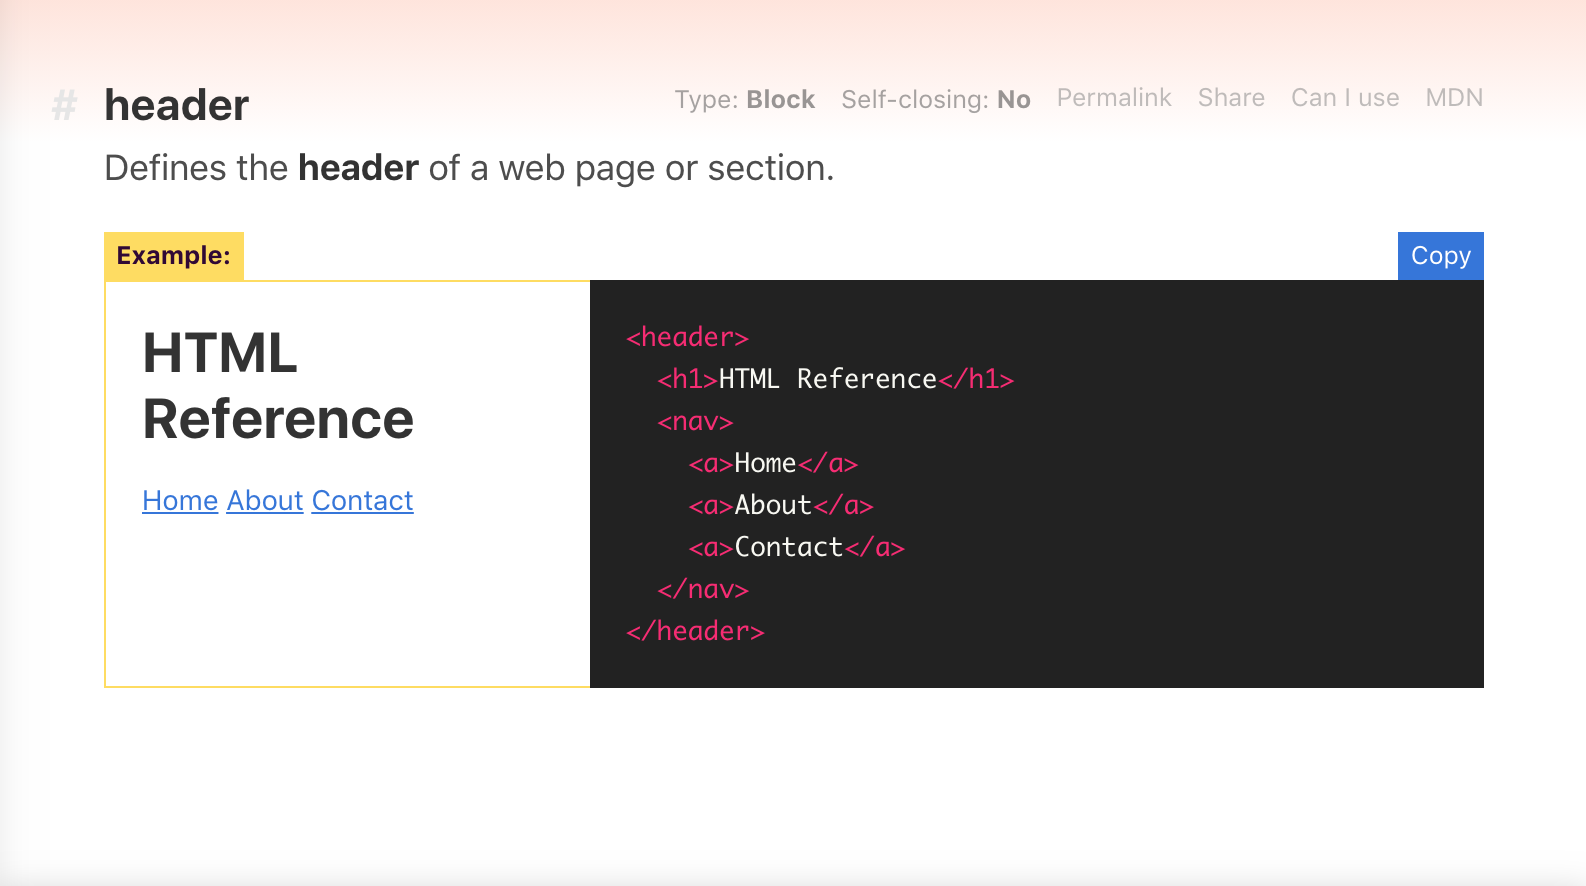 # header
Type: Block Self-closing: No Permalink Share Can I use MDN
Defines the header of a web page or section.
Example:
Copy
HTML
Reference
Home About Contact
<header>
  <h1>HTML Reference</h1>
  <nav>
    <a>Home</a>
    <a>About</a>
    <a>Contact</a>
  </nav>
</header>